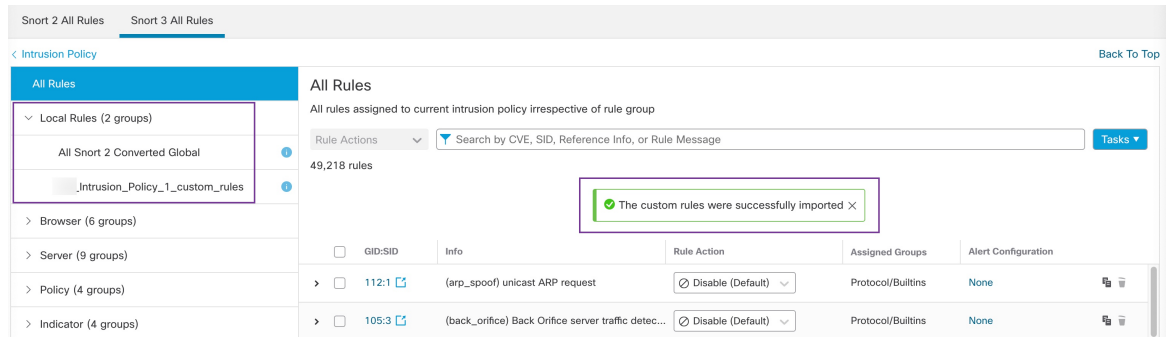 Snort 2 All Rules Snort 3 All Rules
< Intrusion Policy Back To Top
All Rules
Local Rules (2 groups)
All Snort 2 Converted Global
_Intrusion_Policy_1_custom_rules
Browser (6 groups)
Server (9 groups)
Policy (4 groups)
Indicator (4 groups)
All Rules
All rules assigned to current intrusion policy irrespective of rule group
Rule Actions Search by CVE, SID, Reference Info, or Rule Message Tasks
49,218 rules
The custom rules were successfully imported ×
GID:SID Info Rule Action Assigned Groups Alert Configuration
112:1 (arp_spoof) unicast ARP request Disable (Default) Protocol/Builtins None
105:3 (back_orifice) Back Orifice server traffic detec... Disable (Default) Protocol/Builtins None